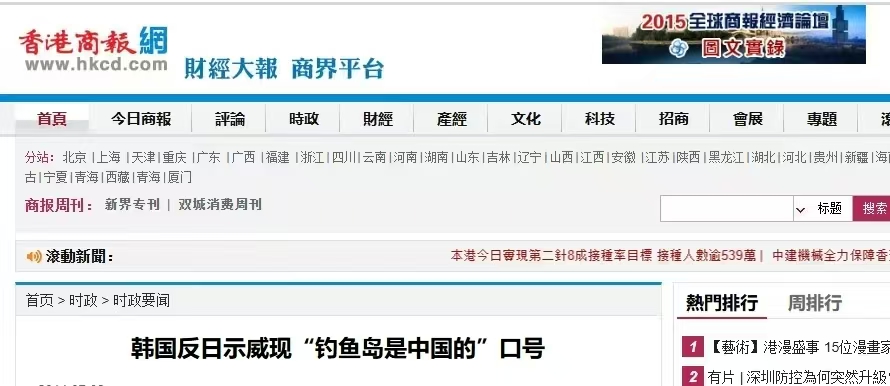 香港商報網
www.hkcd.com
財經大報 商界平台
2015全球商報經濟論壇
圖文實錄
首頁 今日商報 評論 時政 財經 產經 文化 科技 招商 會展 專題
分站：北京 | 上海 | 天津 | 重庆 | 广东 | 广西 | 福建 | 浙江 | 四川 | 云南 | 河南 | 湖南 | 山东 | 吉林 | 辽宁 | 山西 | 江西 | 安徽 | 江苏 | 陕西 | 黑龙江 | 湖北 | 河北 | 贵州 | 新疆 | 海
古 | 宁夏 | 青海 | 西藏 | 青海 | 厦门
商报周刊： 新界专刊 | 双城消费周刊
标题 搜索
滾動新聞：
本港今日審現第二針8成接種率目標 接種人數逾539萬 | 中建機械全力保障香
首页 > 时政 > 时政要闻
韩国反日示威现“钓鱼岛是中国的”口号
熱門排行 周排行
1 【藝術】港漫盛事 15位漫畫家
2 有片 | 深圳防控為何突然升級？